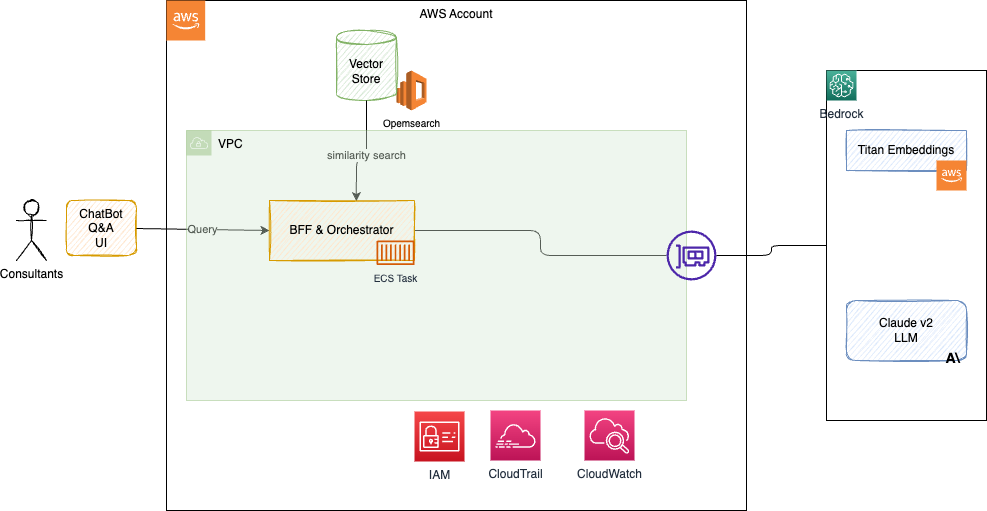 AWS Account
aws
Vector
Store
Opemsearch
VPC
similarity search
Bedrock
Titan Embeddings
aws
ChatBot
Q&A
UI
Query
BFF & Orchestrator
ECS Task
Consultants
Claude v2
LLM
A\
IAM
CloudTrail
CloudWatch